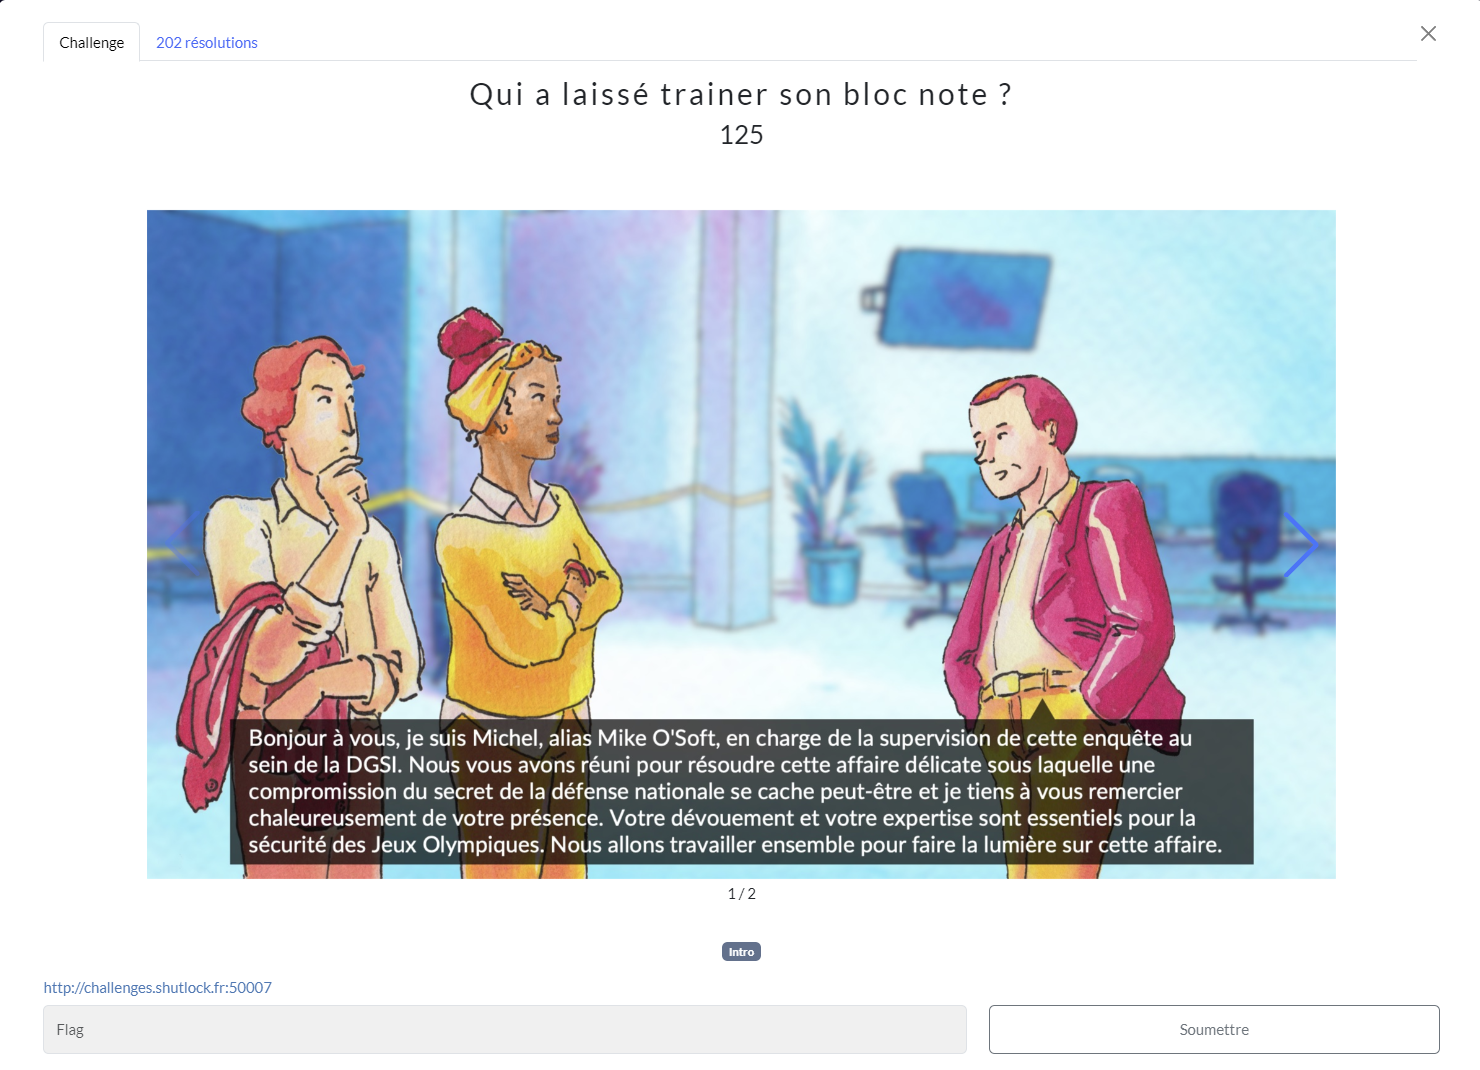 Challenge
202 résolutions
Qui a laissé trainer son bloc note ?
125
Bonjour à vous, je suis Michel, alias Mike O'Soft, en charge de la supervision de cette enquête au
sein de la DGSI. Nous vous avons réuni pour résoudre cette affaire délicate sous laquelle une
compromission du secret de la défense nationale se cache peut-être et je tiens à vous remercier
chaleureusement de votre présence. Votre dévouement et votre expertise sont essentiels pour la
sécurité des Jeux Olympiques. Nous allons travailler ensemble pour faire la lumière sur cette affaire.
1 / 2
Intro
http://challenges.shutlock.fr:50007
Flag
Soumettre